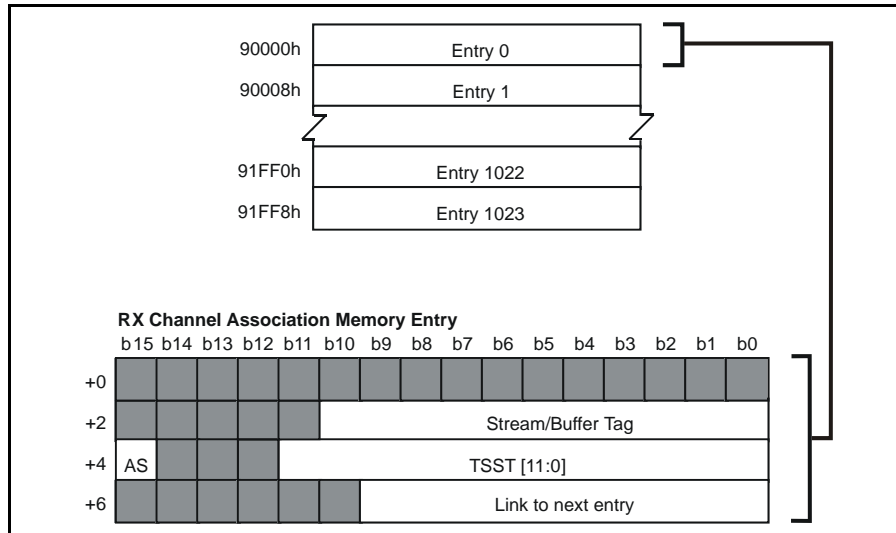 90000h Entry 0
90008h Entry 1
91FF0h Entry 1022
91FF8h Entry 1023
RX Channel Association Memory Entry
b15 b14 b13 b12 b11 b10 b9 b8 b7 b6 b5 b4 b3 b2 b1 b0
+0
+2 Stream/Buffer Tag
+4 AS TSST [11:0]
+6 Link to next entry